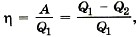 η = A/Q₁ = (Q₁ − Q₂)/Q₁,